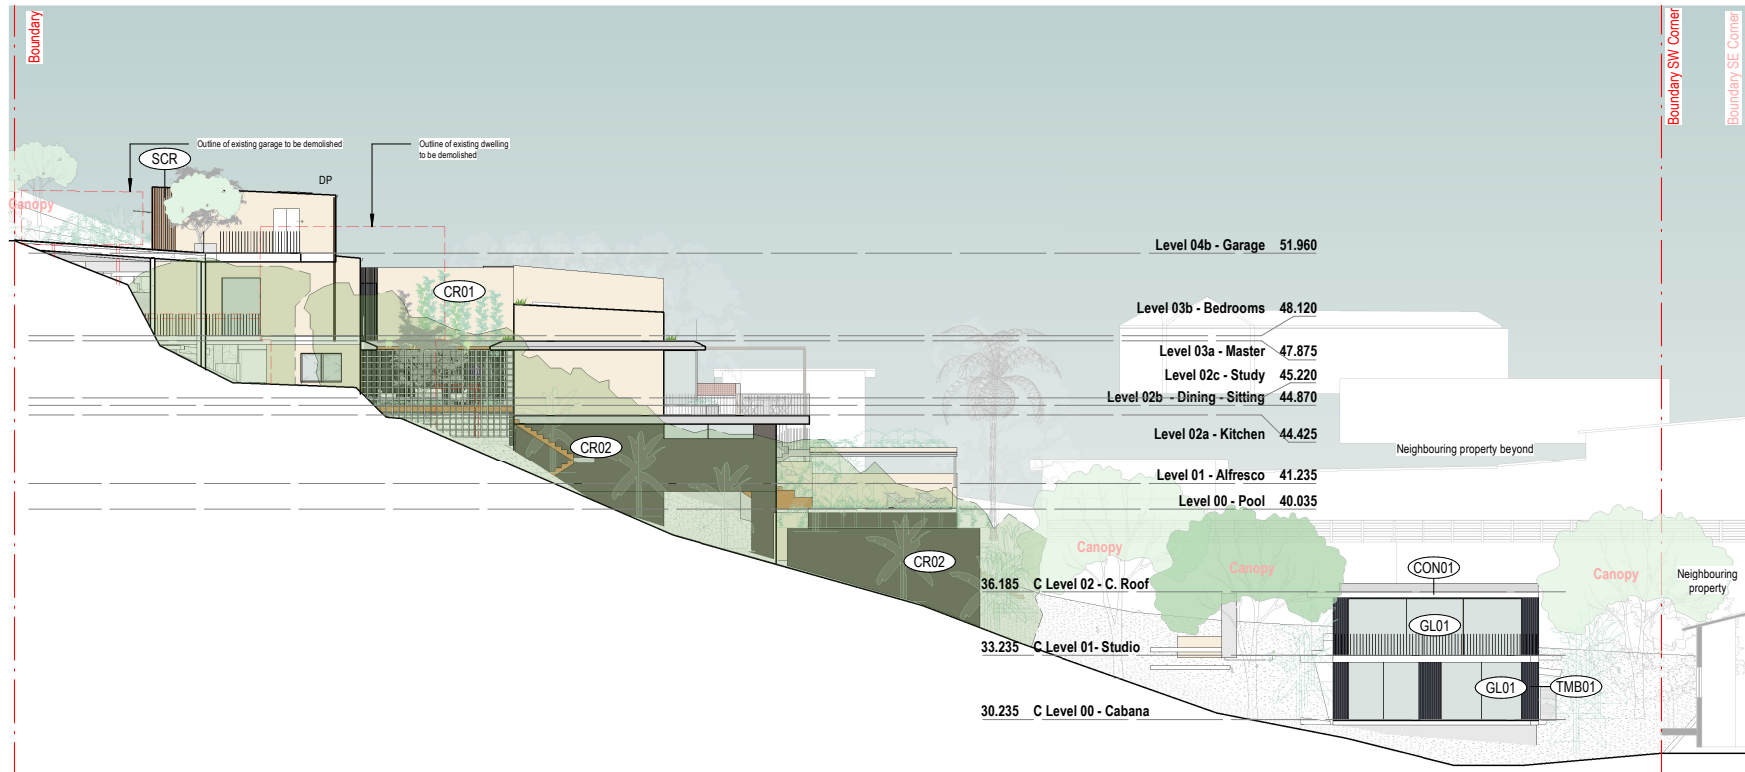 Boundary
Boundary SW Corner
Boundary SE Corner
Outline of existing garage to be demolished
Outline of existing dwelling
to be demolished
SCR
DP
Canopy
Level 04b - Garage 51.960
CR01
Level 03b - Bedrooms 48.120
Level 03a - Master 47.875
Level 02c - Study 45.220
Level 02b - Dining - Sitting 44.870
Level 02a - Kitchen 44.425
CR02
Neighbouring property beyond
Level 01 - Alfresco 41.235
Level 00 - Pool 40.035
Canopy
CR02
CON01
Canopy
Canopy
Neighbouring
property
36.185 C Level 02 - C. Roof
GL01
33.235 C Level 01- Studio
GL01
TMB01
30.235 C Level 00 - Cabana